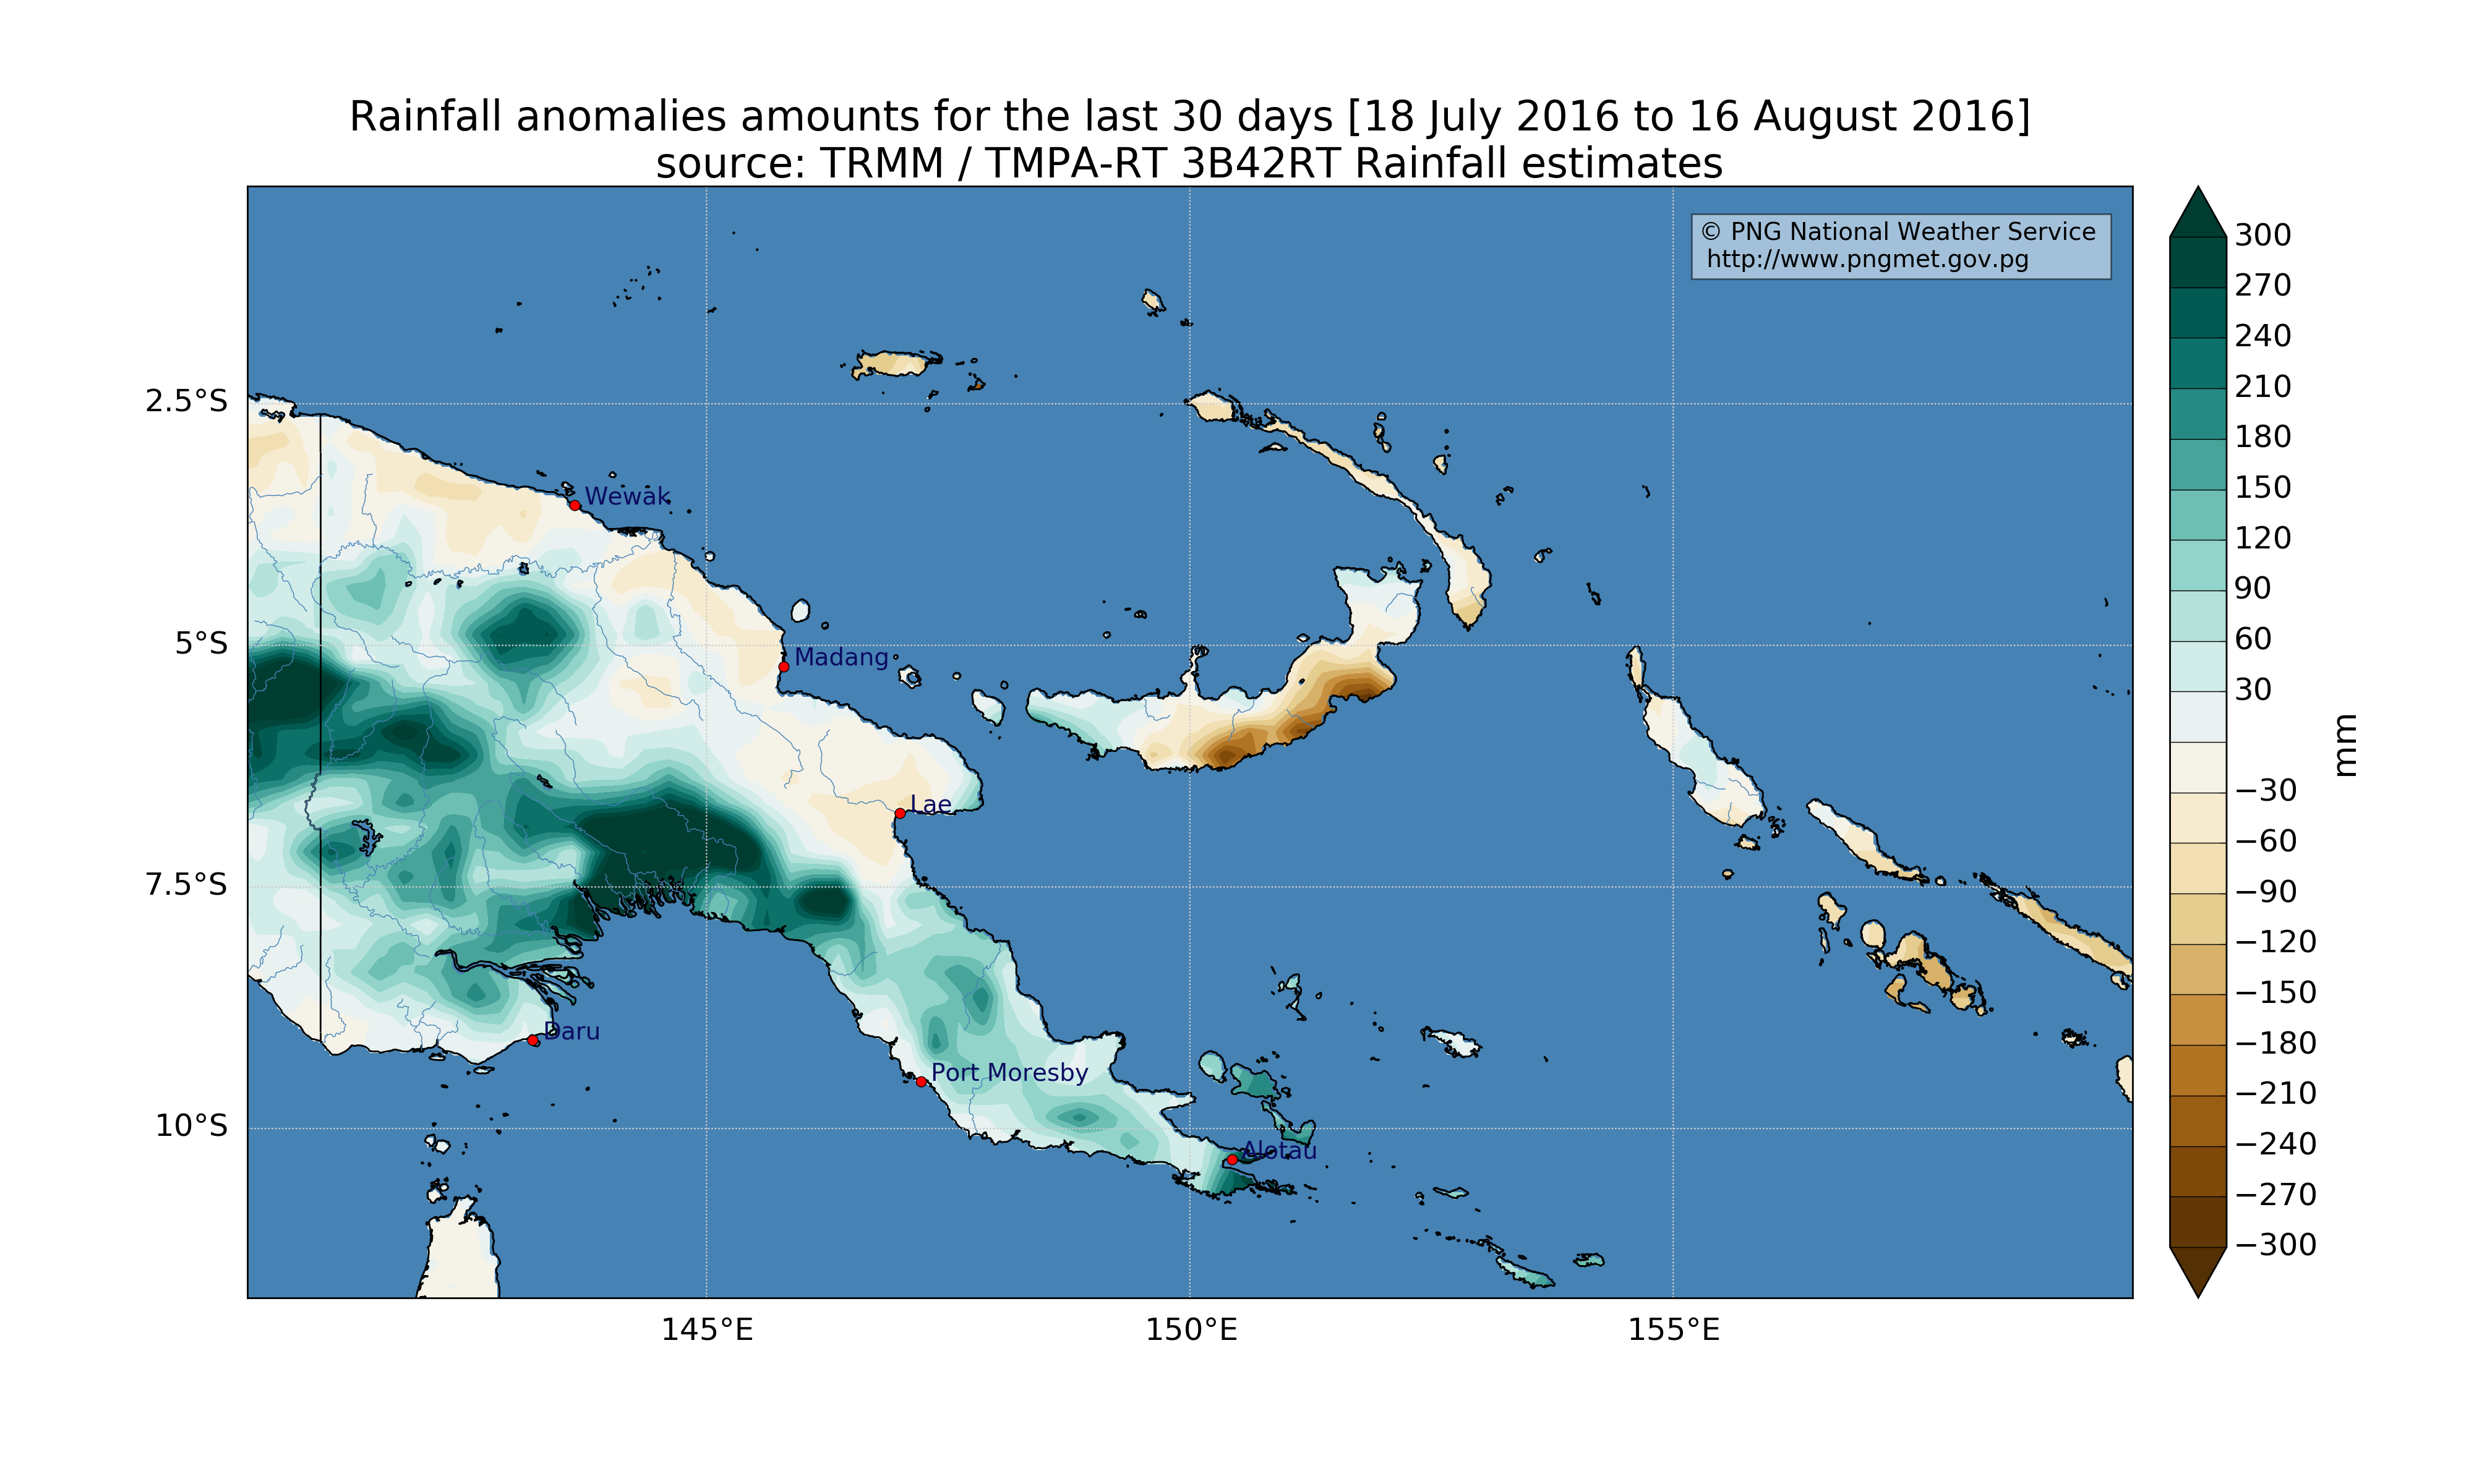 Rainfall anomalies amounts for the last 30 days [18 July 2016 to 16 August 2016]
source: TRMM / TMPA-RT 3B42RT Rainfall estimates
© PNG National Weather Service
http://www.pngmet.gov.pg
2.5°S
5°S
7.5°S
10°S
Wewak
Madang
Lae
Daru
Port Moresby
Alotau
145°E
150°E
155°E
300
270
240
210
180
150
120
90
60
30
−30
−60
−90
−120
−150
−180
−210
−240
−270
−300
mm